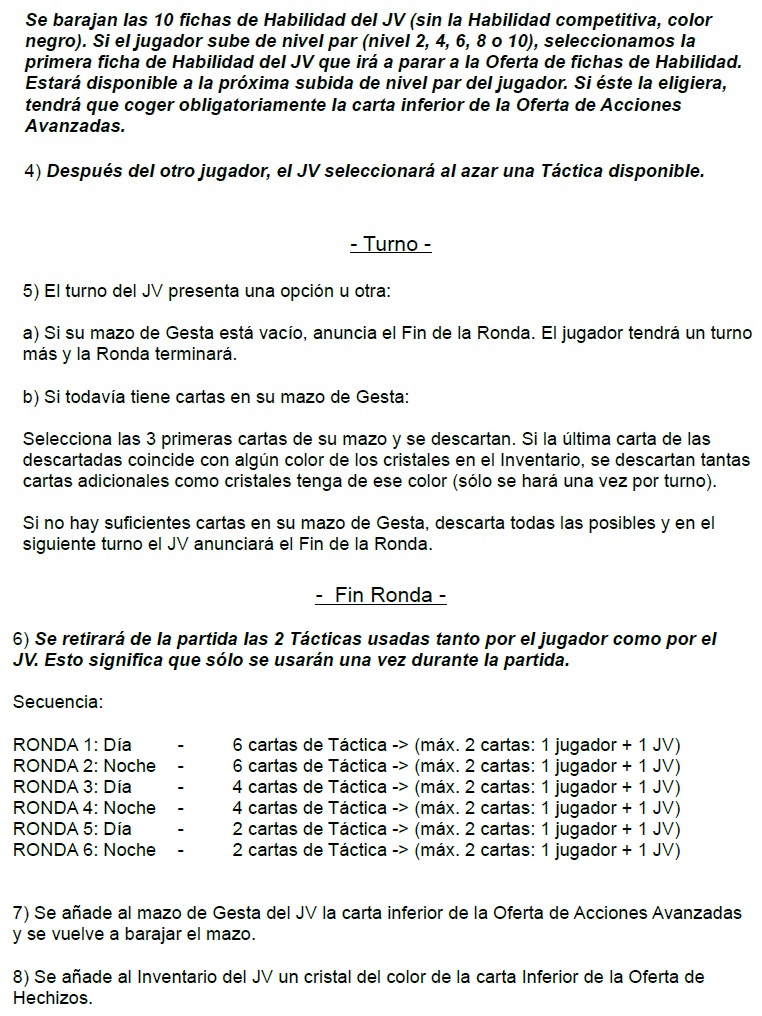 Se barajan las 10 fichas de Habilidad del JV (sin la Habilidad competitiva, color
negro). Si el jugador sube de nivel par (nivel 2, 4, 6, 8 o 10), seleccionamos la
primera ficha de Habilidad del JV que irá a parar a la Oferta de fichas de Habilidad.
Estará disponible a la próxima subida de nivel par del jugador. Si éste la eligiera,
tendrá que coger obligatoriamente la carta inferior de la Oferta de Acciones
Avanzadas.
4) Después del otro jugador, el JV seleccionará al azar una Táctica disponible.
- Turno -
5) El turno del JV presenta una opción u otra:
a) Si su mazo de Gesta está vacío, anuncia el Fin de la Ronda. El jugador tendrá un turno
más y la Ronda terminará.
b) Si todavía tiene cartas en su mazo de Gesta:
Selecciona las 3 primeras cartas de su mazo y se descartan. Si la última carta de las
descartadas coincide con algún color de los cristales en el Inventario, se descartan tantas
cartas adicionales como cristales tenga de ese color (sólo se hará una vez por turno).
Si no hay suficientes cartas en su mazo de Gesta, descarta todas las posibles y en el
siguiente turno el JV anunciará el Fin de la Ronda.
- Fin Ronda -
6) Se retirará de la partida las 2 Tácticas usadas tanto por el jugador como por el
JV. Esto significa que sólo se usarán una vez durante la partida.
Secuencia:
RONDA 1: Día - 6 cartas de Táctica -> (máx. 2 cartas: 1 jugador + 1 JV)
RONDA 2: Noche - 6 cartas de Táctica -> (máx. 2 cartas: 1 jugador + 1 JV)
RONDA 3: Día - 4 cartas de Táctica -> (máx. 2 cartas: 1 jugador + 1 JV)
RONDA 4: Noche - 4 cartas de Táctica -> (máx. 2 cartas: 1 jugador + 1 JV)
RONDA 5: Día - 2 cartas de Táctica -> (máx. 2 cartas: 1 jugador + 1 JV)
RONDA 6: Noche - 2 cartas de Táctica -> (máx. 2 cartas: 1 jugador + 1 JV)
7) Se añade al mazo de Gesta del JV la carta inferior de la Oferta de Acciones Avanzadas
y se vuelve a barajar el mazo.
8) Se añade al Inventario del JV un cristal del color de la carta Inferior de la Oferta de
Hechizos.